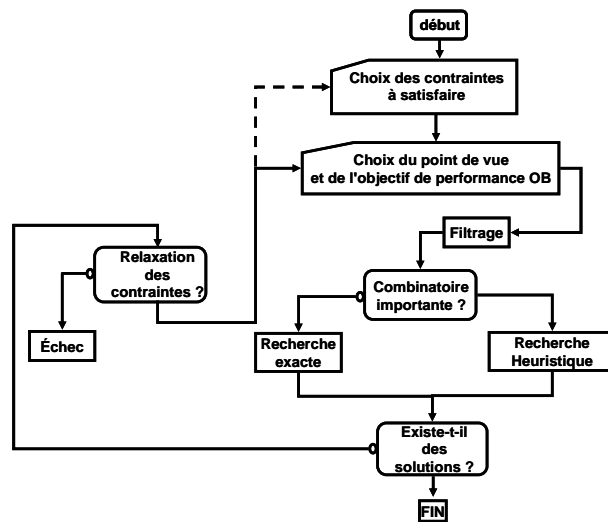 début
Choix des contraintes
à satisfaire
Choix du point de vue
et de l'objectif de performance OB
Filtrage
Relaxation
des
contraintes ?
Combinatoire
importante ?
Échec
Recherche
exacte
Recherche
Heuristique
Existe-t-il
des
solutions ?
FIN